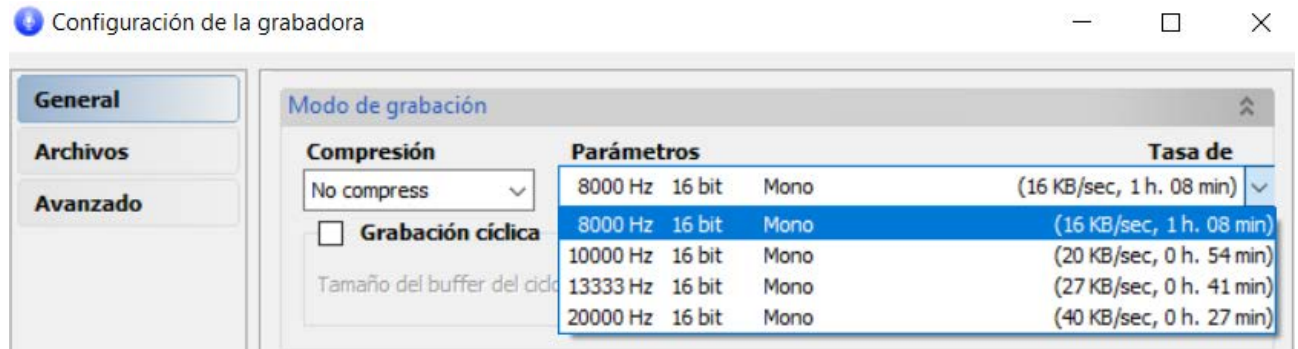 Configuración de la grabadora
General
Archivos
Avanzado
Modo de grabación
Compresión Parámetros Tasa de
No compress 8000 Hz 16 bit Mono (16 KB/sec, 1 h. 08 min)
Grabación cíclica 8000 Hz 16 bit Mono (16 KB/sec, 1 h. 08 min)
10000 Hz 16 bit Mono (20 KB/sec, 0 h. 54 min)
Tamaño del buffer del ciclo 13333 Hz 16 bit Mono (27 KB/sec, 0 h. 41 min)
20000 Hz 16 bit Mono (40 KB/sec, 0 h. 27 min)